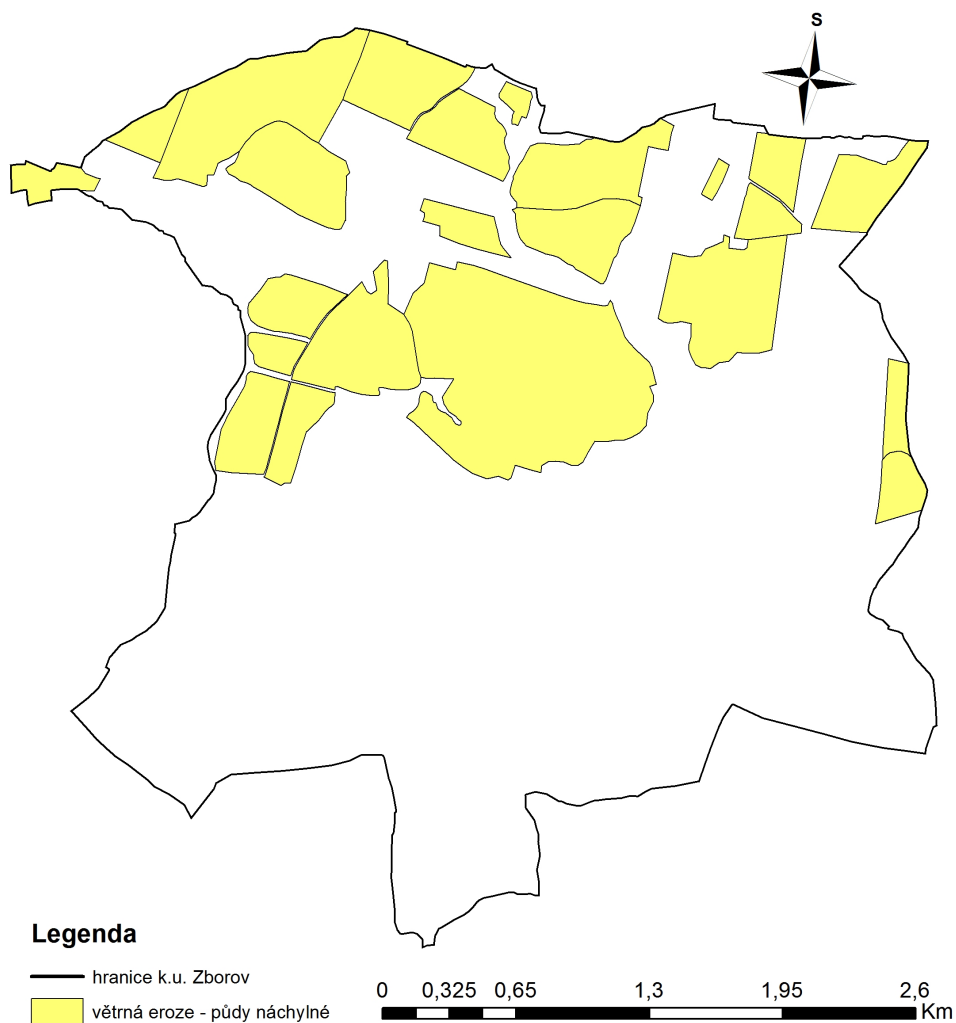 S
Legenda
hranice k.u. Zborov
větrná eroze - půdy náchylné
0 0,325 0,65 1,3 1,95 2,6
Km